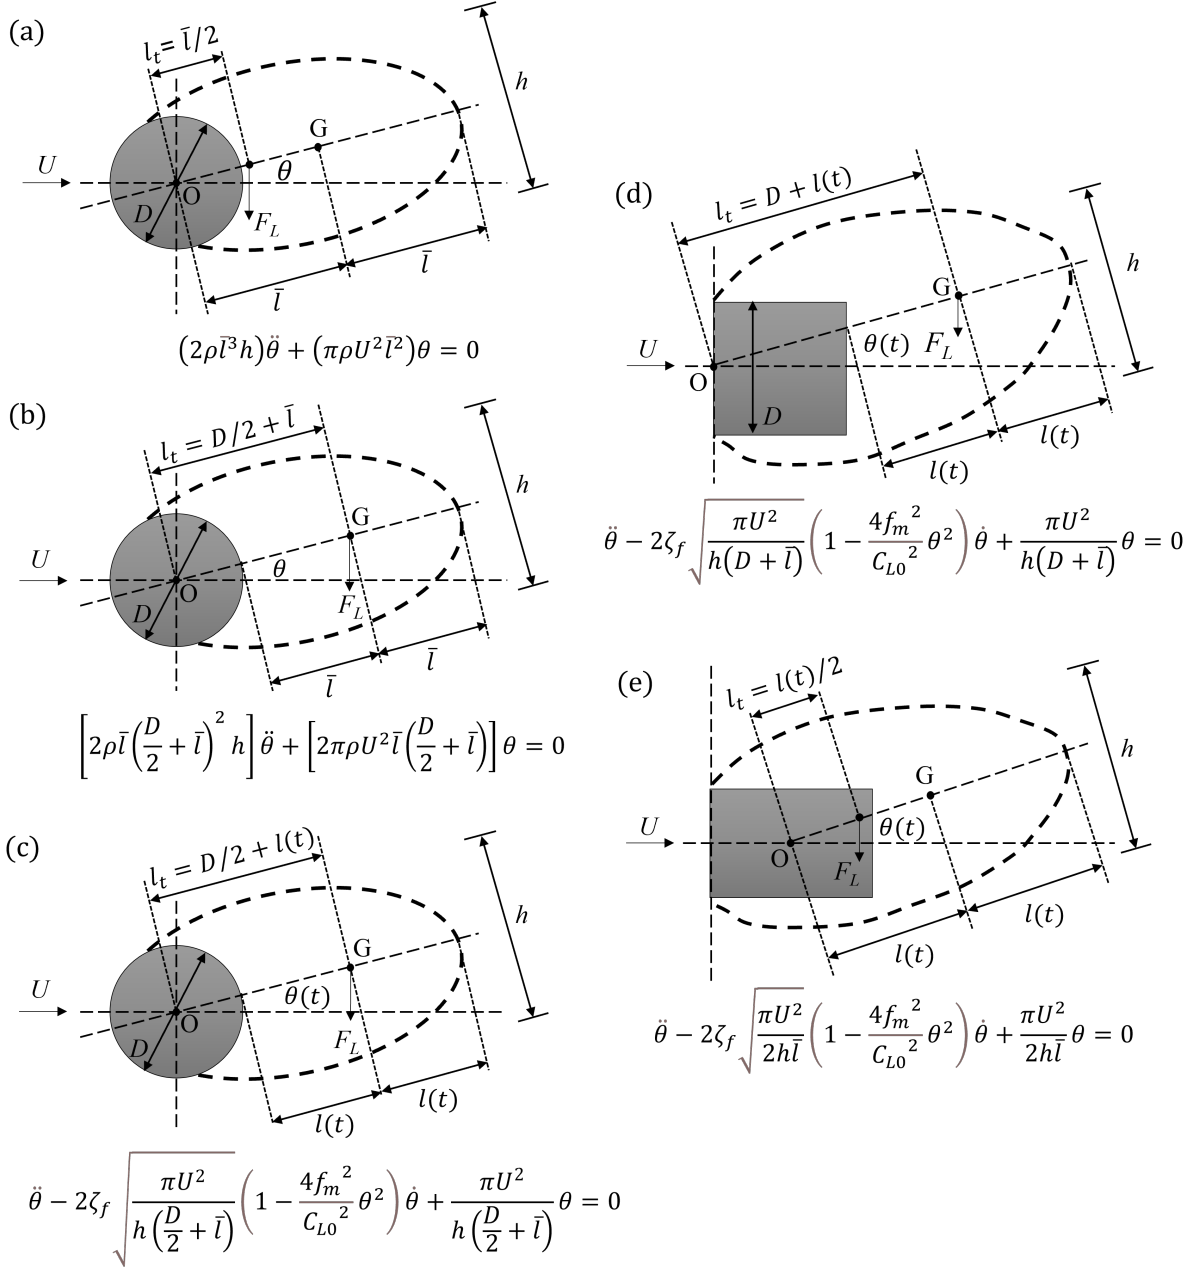 (a)
l_t = l̄/2
h
G
U
θ
O
D
F_L
l̄
l̄
(2ρl̄³h)θ̈ + (πρU²l̄²)θ = 0
(b)
l_t = D/2 + l̄
h
G
U
θ
O
D
F_L
l̄
l̄
[2ρl̄(D/2 + l̄)²h]θ̈ + [2πρU²l̄(D/2 + l̄)]θ = 0
(c)
l_t = D/2 + l(t)
h
G
U
θ(t)
O
D
F_L
l(t)
l(t)
θ̈ − 2ζ_f √(πU²/(h(D/2 + l̄))) (1 − (4f_m²/C_L0²)θ²) θ̇ + (πU²/(h(D/2 + l̄)))θ = 0
(d)
l_t = D + l(t)
h
G
U
θ(t)
F_L
O
D
l(t)
l(t)
θ̈ − 2ζ_f √(πU²/(h(D + l̄))) (1 − (4f_m²/C_L0²)θ²) θ̇ + (πU²/(h(D + l̄)))θ = 0
(e)
l_t = l(t)/2
h
G
U
θ(t)
O
F_L
l(t)
l(t)
θ̈ − 2ζ_f √(πU²/(2hl̄)) (1 − (4f_m²/C_L0²)θ²) θ̇ + (πU²/(2hl̄))θ = 0